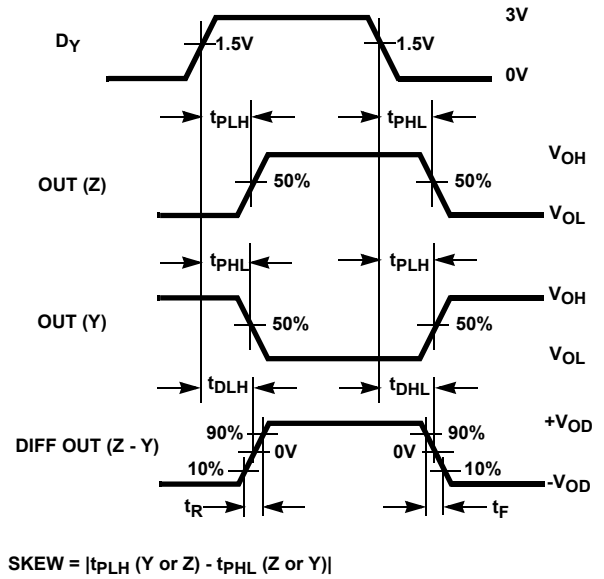 3V
DY
1.5V
1.5V
0V
tPLH
tPHL
VOH
OUT (Z)
50%
50%
VOL
tPHL
tPLH
VOH
OUT (Y)
50%
50%
VOL
tDLH
tDHL
+VOD
90%
90%
DIFF OUT (Z - Y)
0V
0V
10%
10%
-VOD
tR
tF
SKEW = |tPLH (Y or Z) - tPHL (Z or Y)|